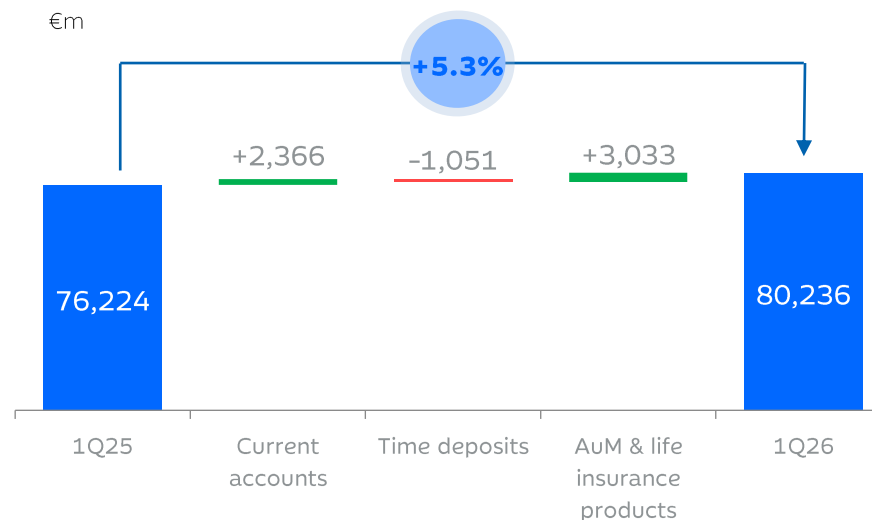 €m
+5.3%
+2,366
-1,051
+3,033
76,224
80,236
1Q25
Current
accounts
Time deposits
AuM & life
insurance
products
1Q26